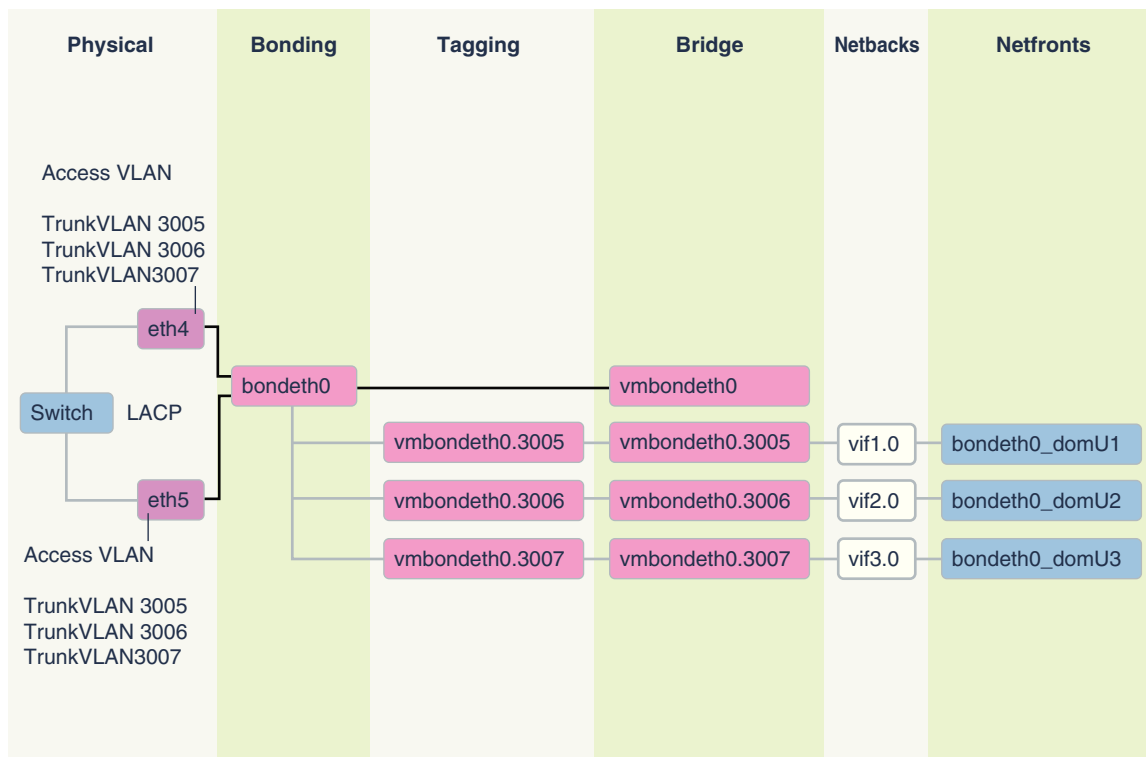 Physical
Bonding
Tagging
Bridge
Netbacks
Netfronts
Access VLAN
TrunkVLAN 3005
TrunkVLAN 3006
TrunkVLAN3007
eth4
bondeth0
vmbondeth0
Switch
LACP
vmbondeth0.3005
vmbondeth0.3005
vif1.0
bondeth0_domU1
eth5
vmbondeth0.3006
vmbondeth0.3006
vif2.0
bondeth0_domU2
Access VLAN
vmbondeth0.3007
vmbondeth0.3007
vif3.0
bondeth0_domU3
TrunkVLAN 3005
TrunkVLAN 3006
TrunkVLAN3007